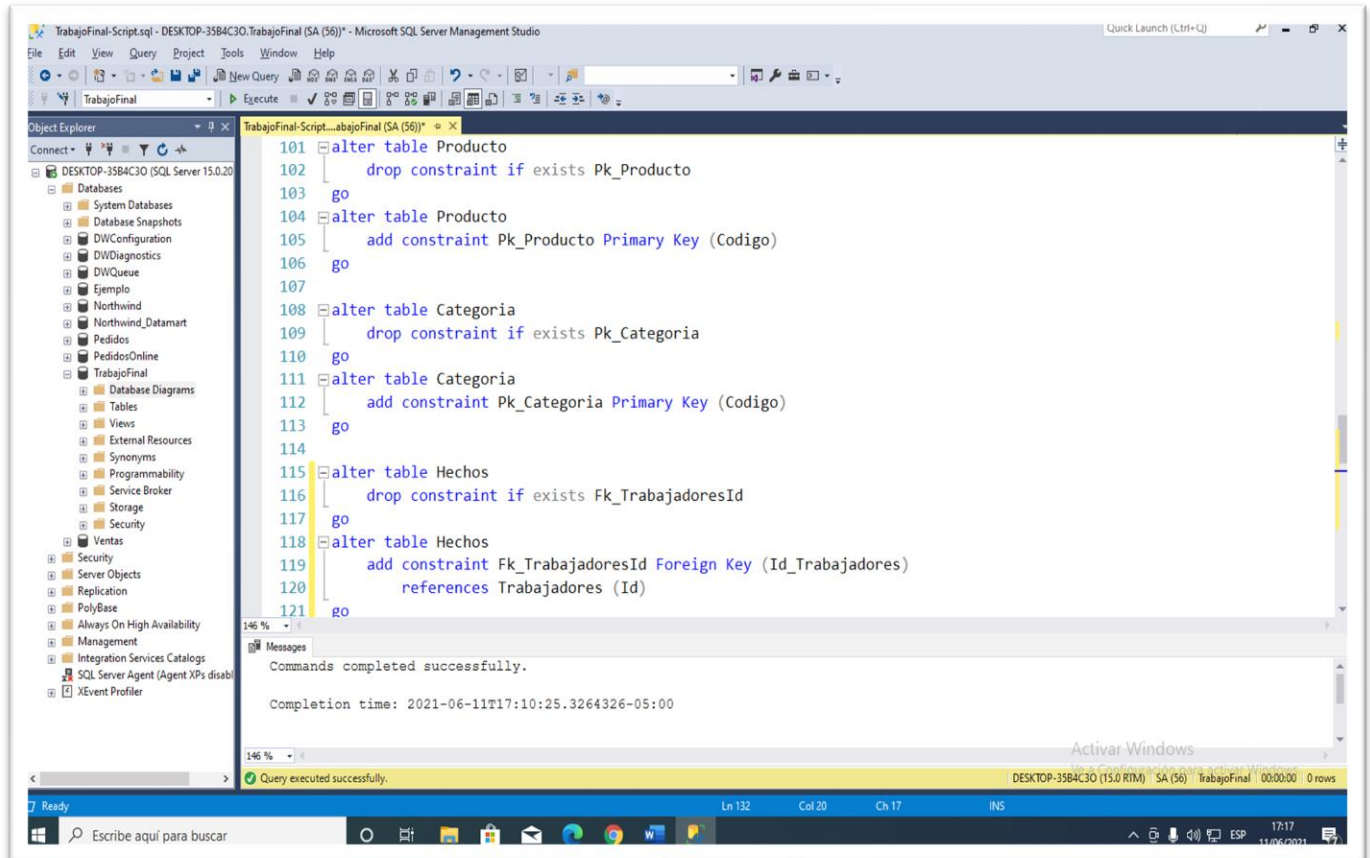 TrabajoFinal-Script.sql - DESKTOP-35B4C3O.TrabajoFinal (SA (56))* - Microsoft SQL Server Management Studio
Quick Launch (Ctrl+Q)
File Edit View Query Project Tools Window Help
New Query
TrabajoFinal
Execute
Object Explorer
TrabajoFinal-Script....abajoFinal (SA (56))*
Connect
DESKTOP-35B4C3O (SQL Server 15.0.20
Databases
System Databases
Database Snapshots
DWConfiguration
DWDiagnostics
DWQueue
Ejemplo
Northwind
Northwind_Datamart
Pedidos
PedidosOnline
TrabajoFinal
Database Diagrams
Tables
Views
External Resources
Synonyms
Programmability
Service Broker
Storage
Security
Ventas
Security
Server Objects
Replication
PolyBase
Always On High Availability
Management
Integration Services Catalogs
SQL Server Agent (Agent XPs disabl
XEvent Profiler
101 alter table Producto
102 drop constraint if exists Pk_Producto
103 go
104 alter table Producto
105 add constraint Pk_Producto Primary Key (Codigo)
106 go
107
108 alter table Categoria
109 drop constraint if exists Pk_Categoria
110 go
111 alter table Categoria
112 add constraint Pk_Categoria Primary Key (Codigo)
113 go
114
115 alter table Hechos
116 drop constraint if exists Fk_TrabajadoresId
117 go
118 alter table Hechos
119 add constraint Fk_TrabajadoresId Foreign Key (Id_Trabajadores)
120 references Trabajadores (Id)
121 go
146 %
Messages
Commands completed successfully.
Completion time: 2021-06-11T17:10:25.3264326-05:00
146 %
Activar Windows
Ve a Configuración para activar Windows.
Query executed successfully.
DESKTOP-35B4C3O (15.0 RTM) SA (56) TrabajoFinal 00:00:00 0 rows
Ready
Ln 132 Col 20 Ch 17 INS
Escribe aquí para buscar
ESP
17:17
11/06/2021